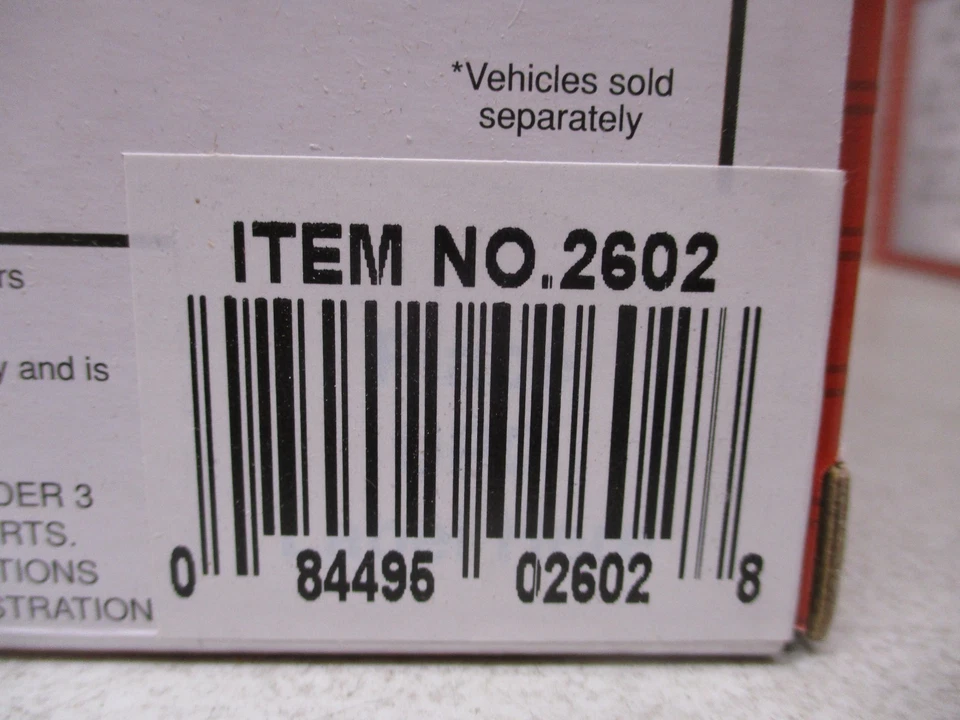 *Vehicles sold
separately
ITEM NO.2602
rs
y and is
DER 3
RTS.
TIONS
STRATION
0 84495 02602 8